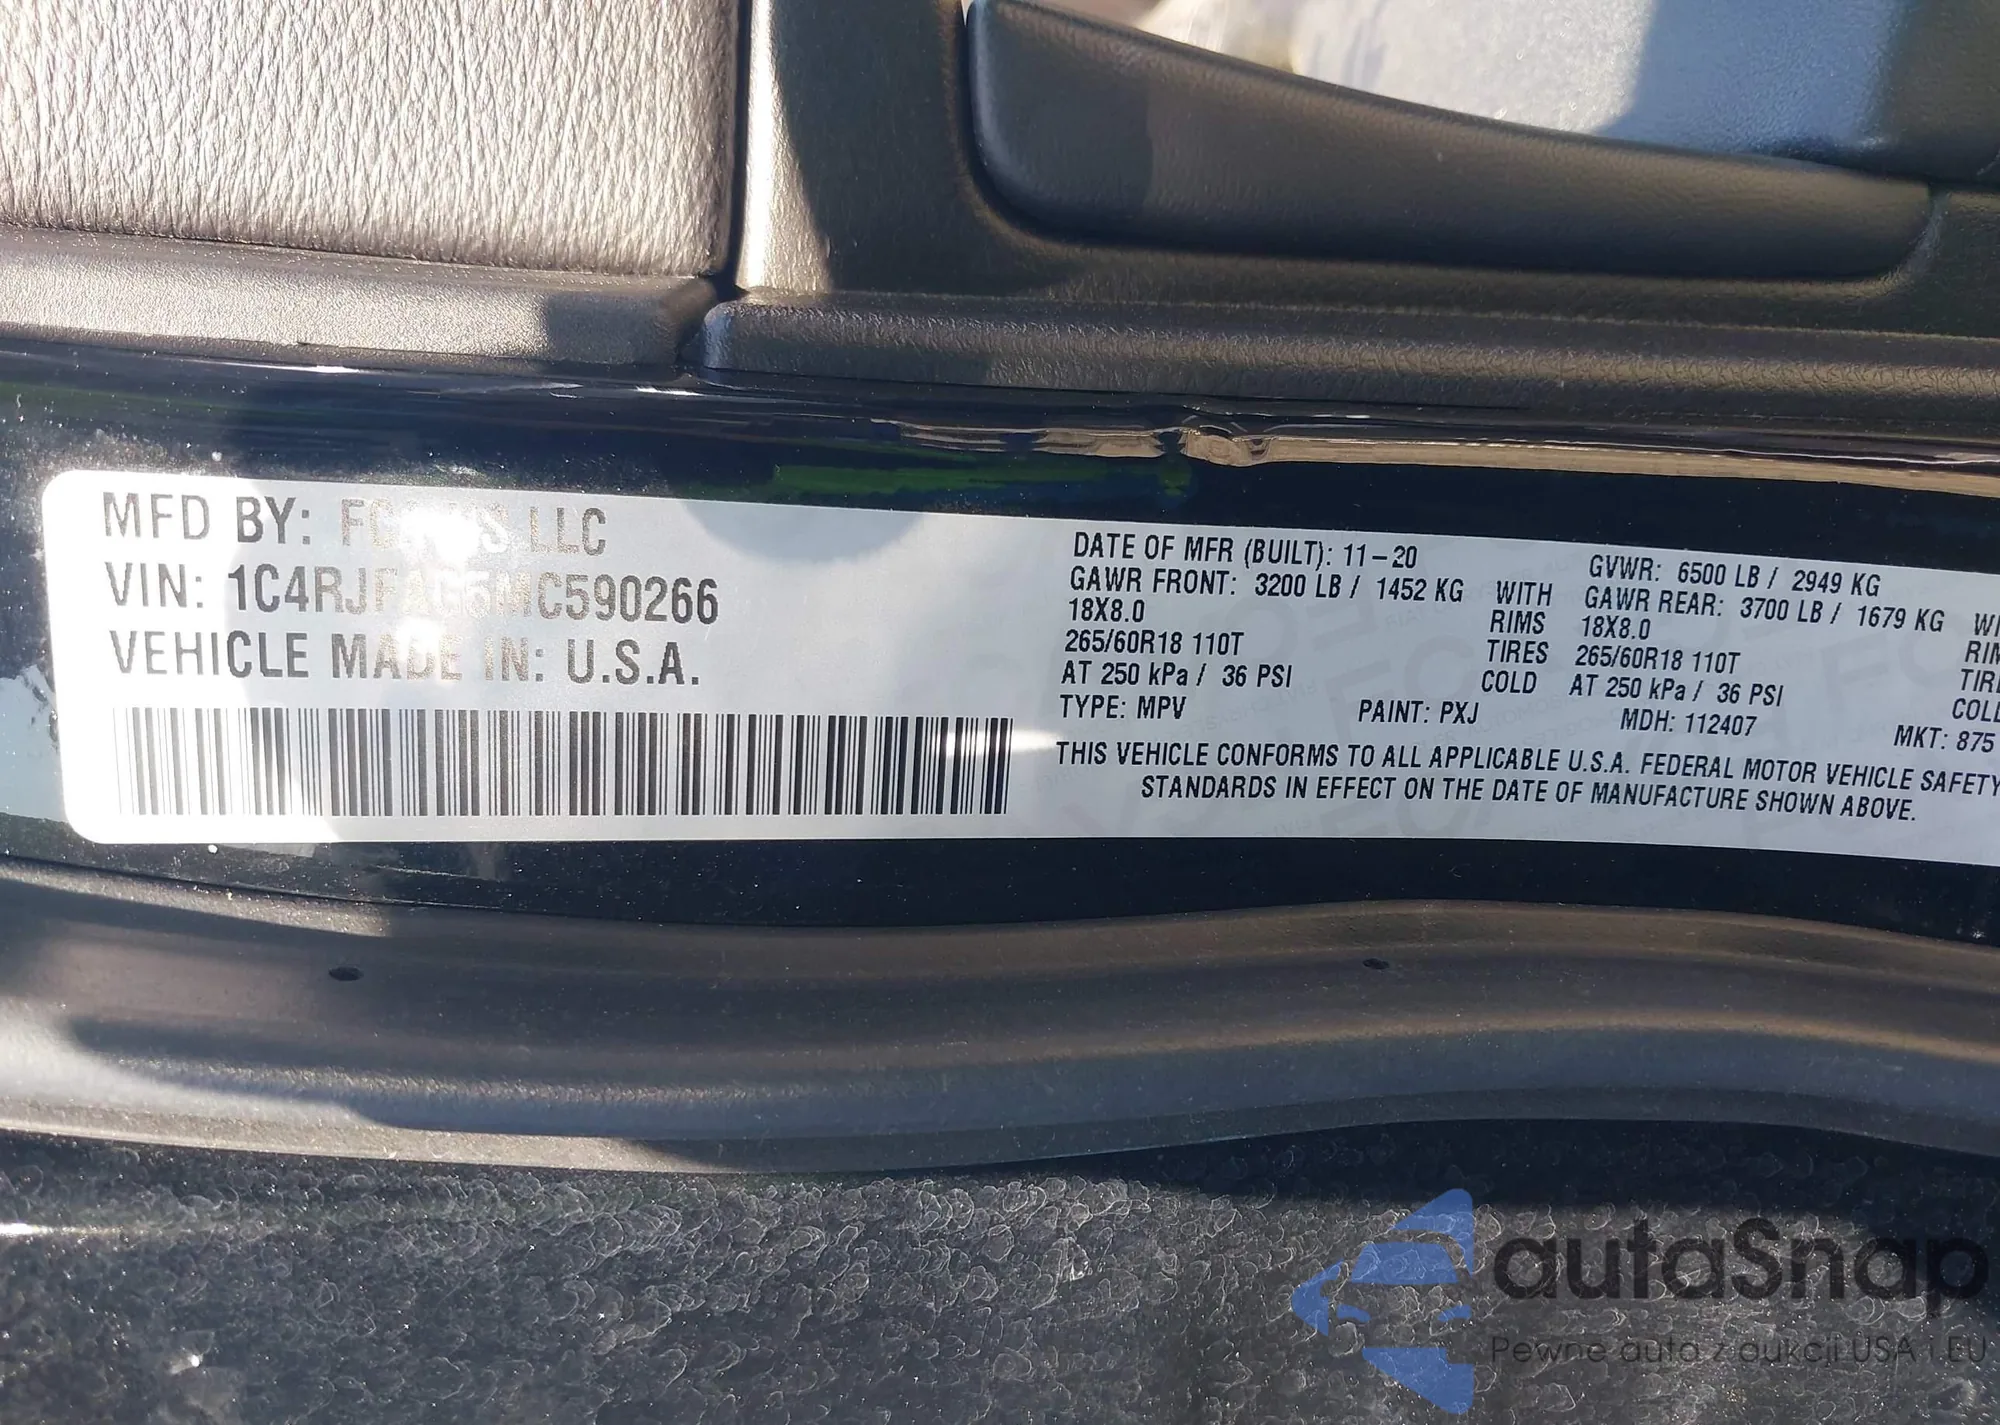 MFD BY: FCA US LLC
VIN: 1C4RJFAG5MC590266
VEHICLE MADE IN: U.S.A.
DATE OF MFR (BUILT): 11-20 GVWR: 6500 LB / 2949 KG
GAWR FRONT: 3200 LB / 1452 KG WITH GAWR REAR: 3700 LB / 1679 KG WI
18X8.0 RIMS 18X8.0 RIM
265/60R18 110T TIRES 265/60R18 110T TIRE
AT 250 kPa / 36 PSI COLD AT 250 kPa / 36 PSI COLD
TYPE: MPV PAINT: PXJ MDH: 112407 MKT: 875
THIS VEHICLE CONFORMS TO ALL APPLICABLE U.S.A. FEDERAL MOTOR VEHICLE SAFETY
STANDARDS IN EFFECT ON THE DATE OF MANUFACTURE SHOWN ABOVE.
autaSnap
Pewne auta z aukcji USA i EU